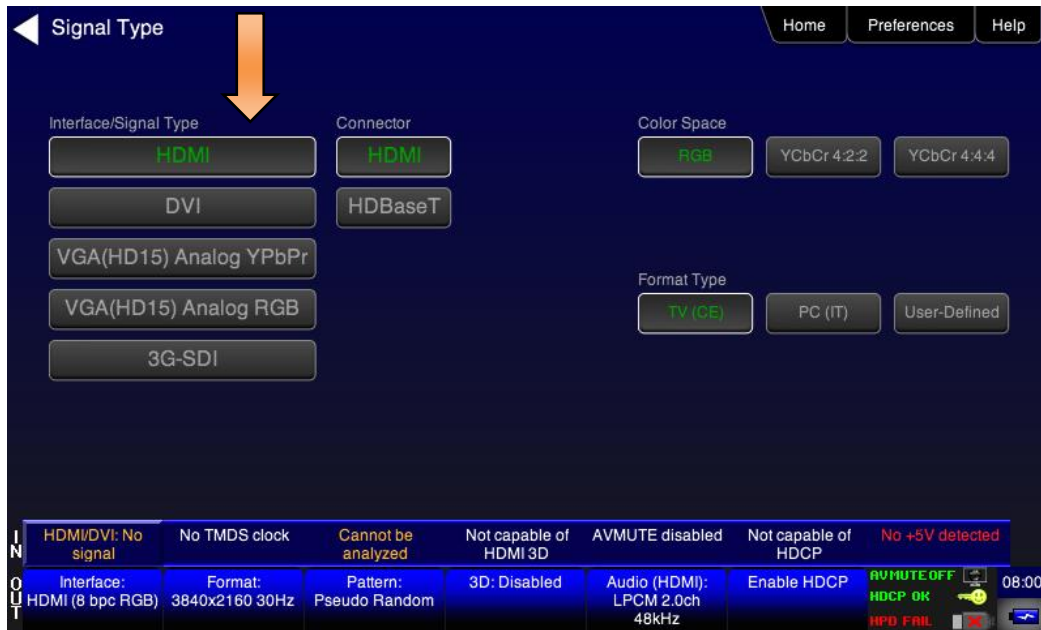 Signal Type
Home
Preferences
Help
Interface/Signal Type
Connector
Color Space
HDMI
HDMI
RGB
YCbCr 4:2:2
YCbCr 4:4:4
DVI
HDBaseT
VGA(HD15) Analog YPbPr
Format Type
VGA(HD15) Analog RGB
TV (CE)
PC (IT)
User-Defined
3G-SDI
IN
HDMI/DVI: No
signal
No TMDS clock
Cannot be
analyzed
Not capable of
HDMI 3D
AVMUTE disabled
Not capable of
HDCP
No +5V detected
OUT
Interface:
HDMI (8 bpc RGB)
Format:
3840x2160 30Hz
Pattern:
Pseudo Random
3D: Disabled
Audio (HDMI):
LPCM 2.0ch
48kHz
Enable HDCP
AVMUTE OFF
HDCP OK
HPD FAIL
08:00